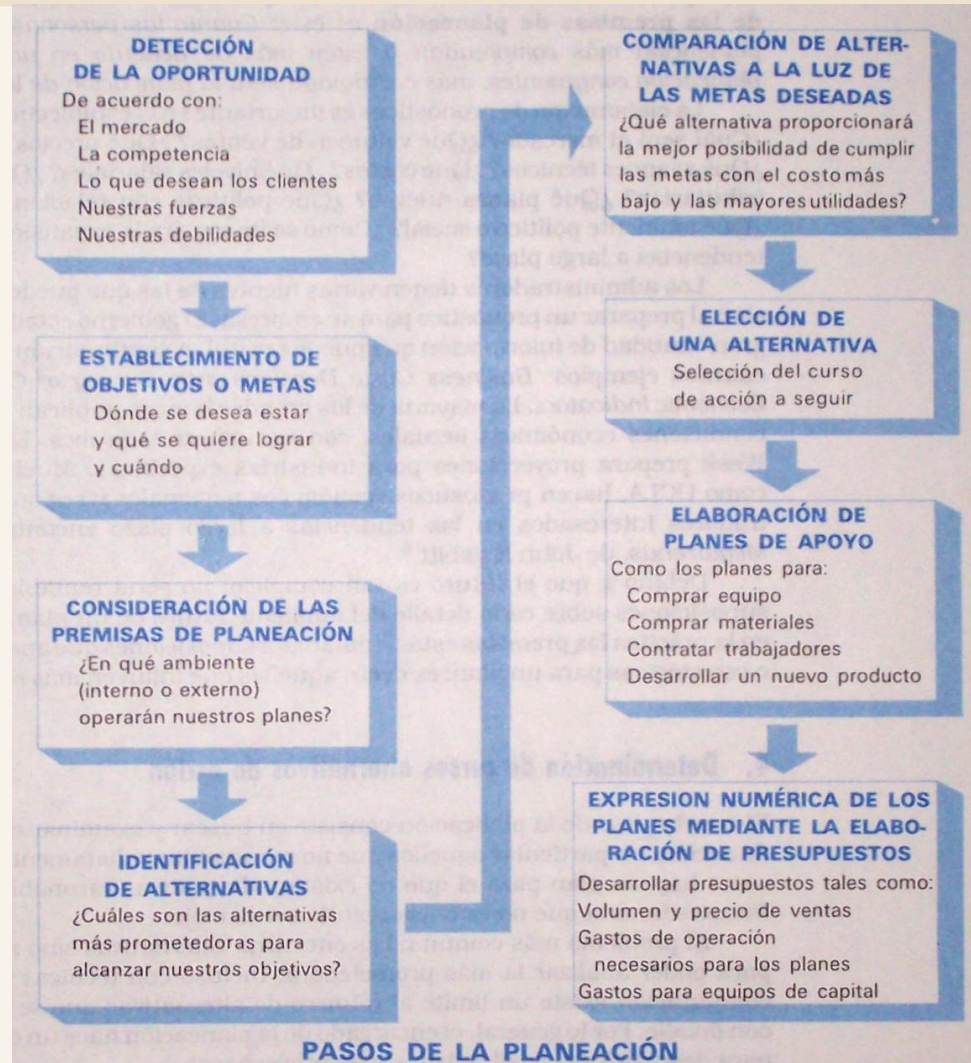 DETECCIÓN
DE LA OPORTUNIDAD
De acuerdo con:
El mercado
La competencia
Lo que desean los clientes
Nuestras fuerzas
Nuestras debilidades
ESTABLECIMIENTO DE
OBJETIVOS O METAS
Dónde se desea estar
y qué se quiere lograr
y cuándo
CONSIDERACIÓN DE LAS
PREMISAS DE PLANEACIÓN
¿En qué ambiente
(interno o externo)
operarán nuestros planes?
IDENTIFICACIÓN
DE ALTERNATIVAS
¿Cuáles son las alternativas
más prometedoras para
alcanzar nuestros objetivos?
COMPARACIÓN DE ALTER-
NATIVAS A LA LUZ DE
LAS METAS DESEADAS
¿Qué alternativa proporcionará
la mejor posibilidad de cumplir
las metas con el costo más
bajo y las mayores utilidades?
ELECCIÓN DE
UNA ALTERNATIVA
Selección del curso
de acción a seguir
ELABORACIÓN DE
PLANES DE APOYO
Como los planes para:
Comprar equipo
Comprar materiales
Contratar trabajadores
Desarrollar un nuevo producto
EXPRESION NUMÉRICA DE LOS
PLANES MEDIANTE LA ELABO-
RACIÓN DE PRESUPUESTOS
Desarrollar presupuestos tales como:
Volumen y precio de ventas
Gastos de operación
necesarios para los planes
Gastos para equipos de capital
PASOS DE LA PLANEACIÓN